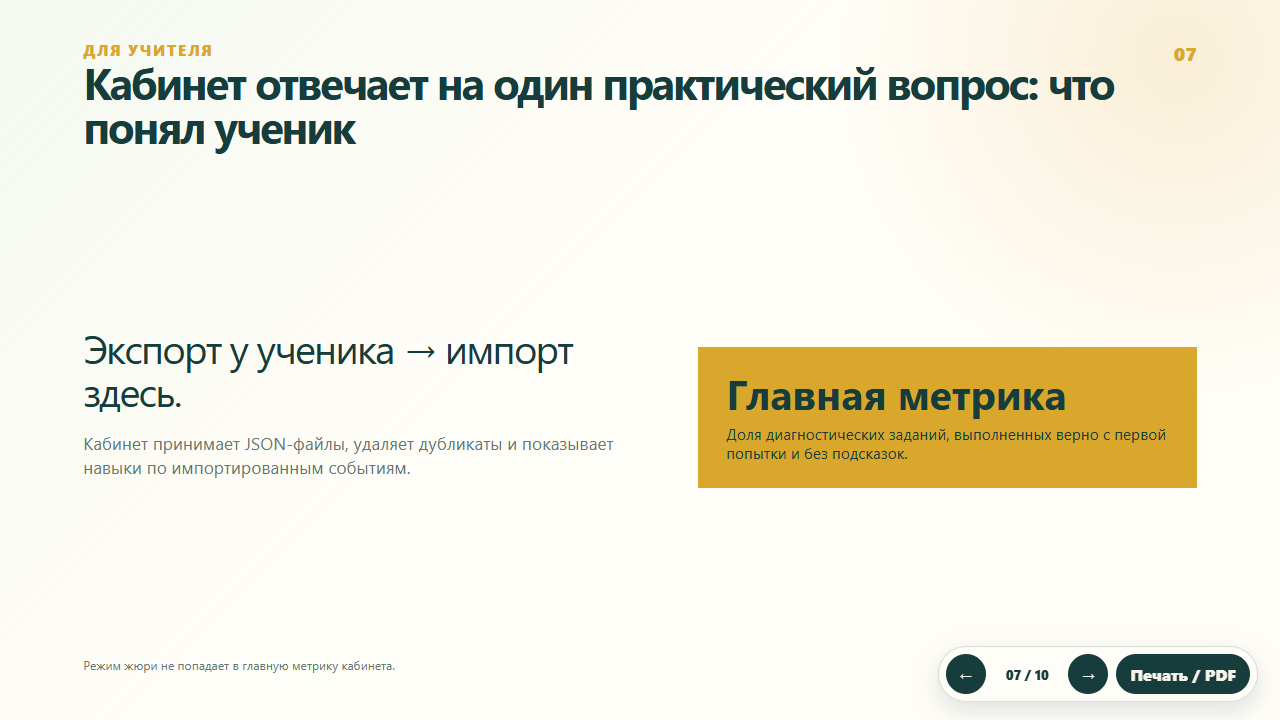 ДЛЯ УЧИТЕЛЯ
07
Кабинет отвечает на один практический вопрос: что
понял ученик
Экспорт у ученика → импорт
здесь.
Кабинет принимает JSON-файлы, удаляет дубликаты и показывает
навыки по импортированным событиям.
Главная метрика
Доля диагностических заданий, выполненных верно с первой
попытки и без подсказок.
Режим жюри не попадает в главную метрику кабинета.
← 07 / 10 → Печать / PDF